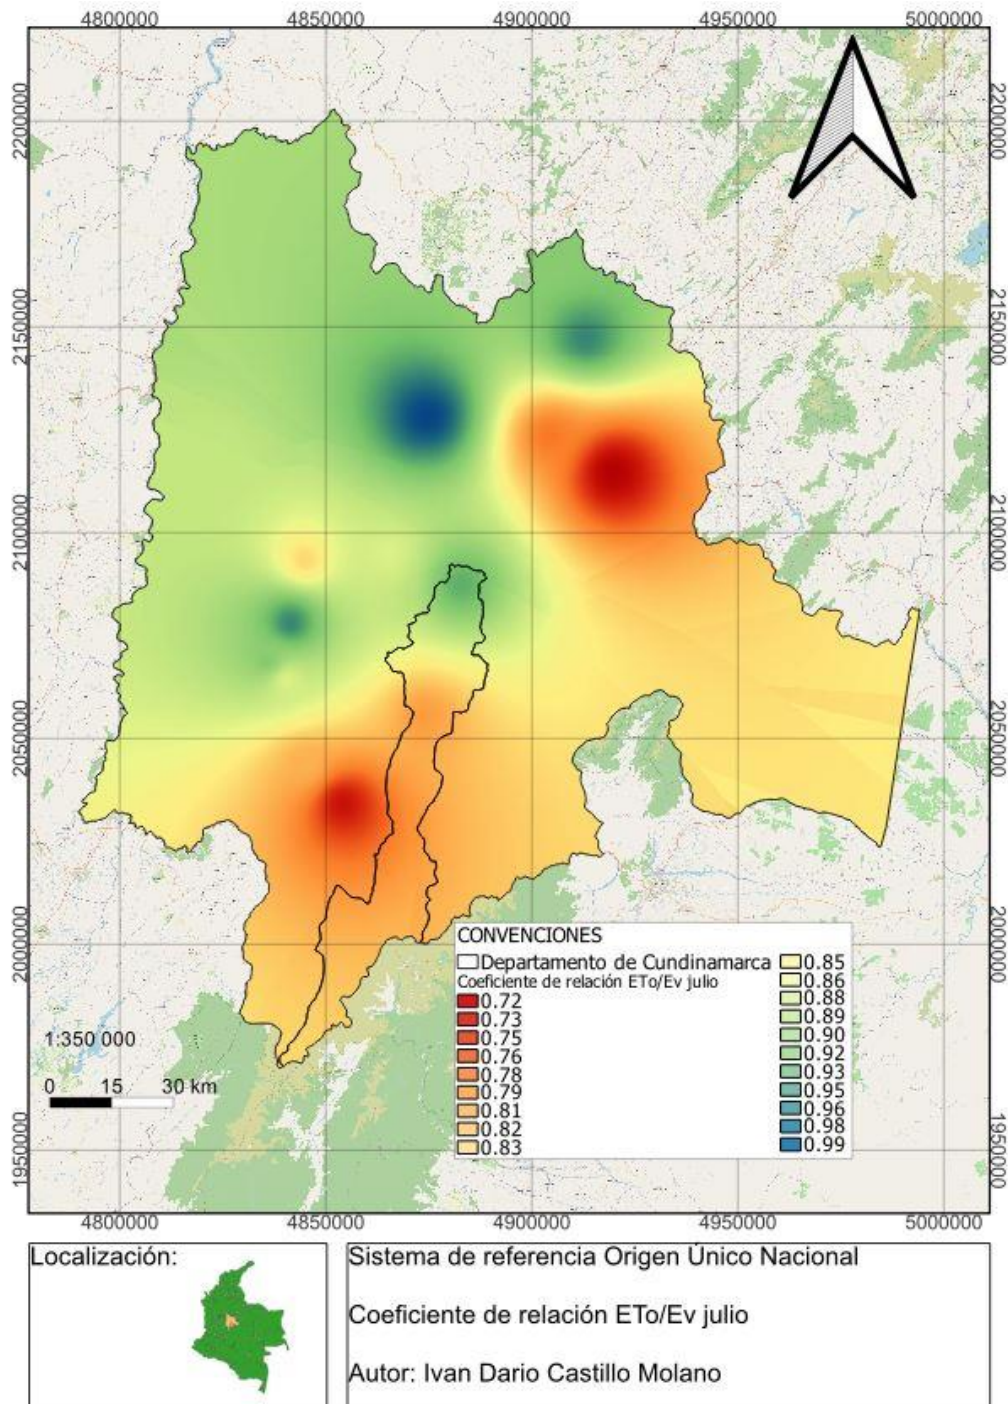 4800000 4850000 4900000 4950000 5000000
2200000 2200000
2150000 2150000
2100000 2100000
2050000 2050000
2000000 2000000
1950000 1950000
CONVENCIONES
Departamento de Cundinamarca
Coeficiente de relación ETo/Ev julio
0.72
0.73
0.75
0.76
0.78
0.79
0.81
0.82
0.83
0.85
0.86
0.88
0.89
0.90
0.92
0.93
0.95
0.96
0.98
0.99
1:350 000
0 15 30 km
4800000 4850000 4900000 4950000 5000000
Localización:
Sistema de referencia Origen Único Nacional
Coeficiente de relación ETo/Ev julio
Autor: Ivan Dario Castillo Molano